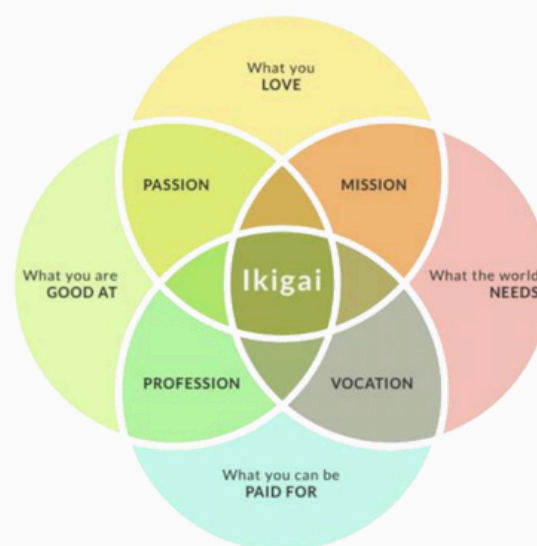 What you
LOVE
PASSION
MISSION
What you are
GOOD AT
Ikigai
What the world
NEEDS
PROFESSION
VOCATION
What you can be
PAID FOR